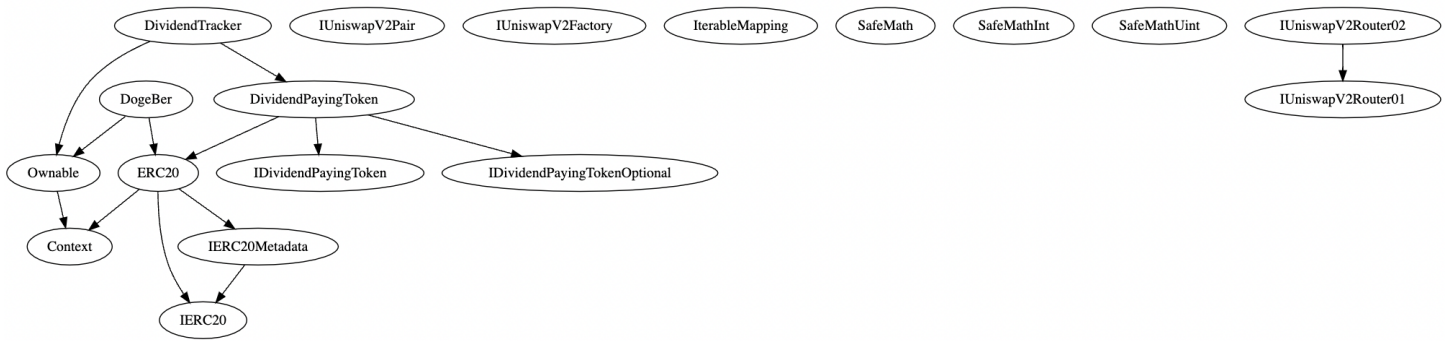 DividendTracker
IUniswapV2Pair
IUniswapV2Factory
IterableMapping
SafeMath
SafeMathInt
SafeMathUint
IUniswapV2Router02
DogeBer
DividendPayingToken
IUniswapV2Router01
Ownable
ERC20
IDividendPayingToken
IDividendPayingTokenOptional
Context
IERC20Metadata
IERC20